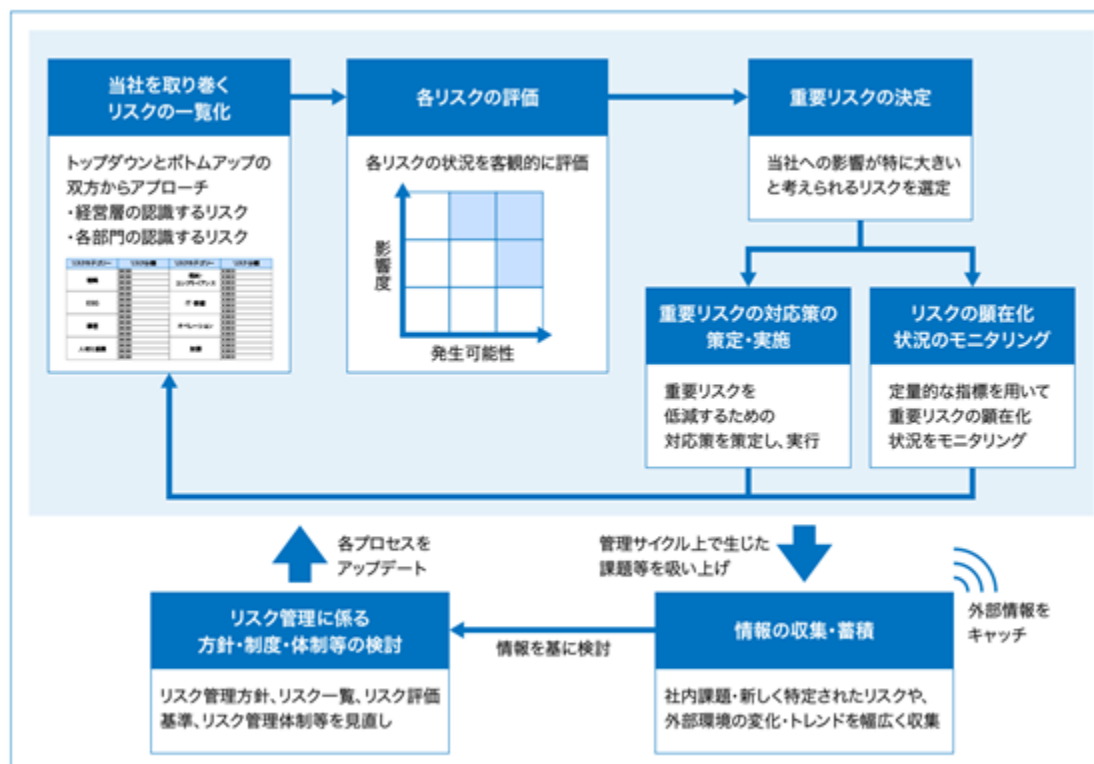 当社を取り巻く
リスクの一覧化
トップダウンとボトムアップの
双方からアプローチ
・経営層の認識するリスク
・各部門の認識するリスク
各リスクの評価
各リスクの状況を客観的に評価
影響度
発生可能性
重要リスクの決定
当社への影響が特に大きい
と考えられるリスクを選定
重要リスクの対応策の
策定・実施
重要リスクを
低減するための
対応策を策定し、実行
リスクの顕在化
状況のモニタリング
定量的な指標を用いて
重要リスクの顕在化
状況をモニタリング
各プロセスを
アップデート
管理サイクル上で生じた
課題等を吸い上げ
外部情報を
キャッチ
リスク管理に係る
方針・制度・体制等の検討
リスク管理方針、リスク一覧、リスク評価
基準、リスク管理体制等を見直し
情報を基に検討
情報の収集・蓄積
社内課題・新しく特定されたリスクや、
外部環境の変化・トレンドを幅広く収集